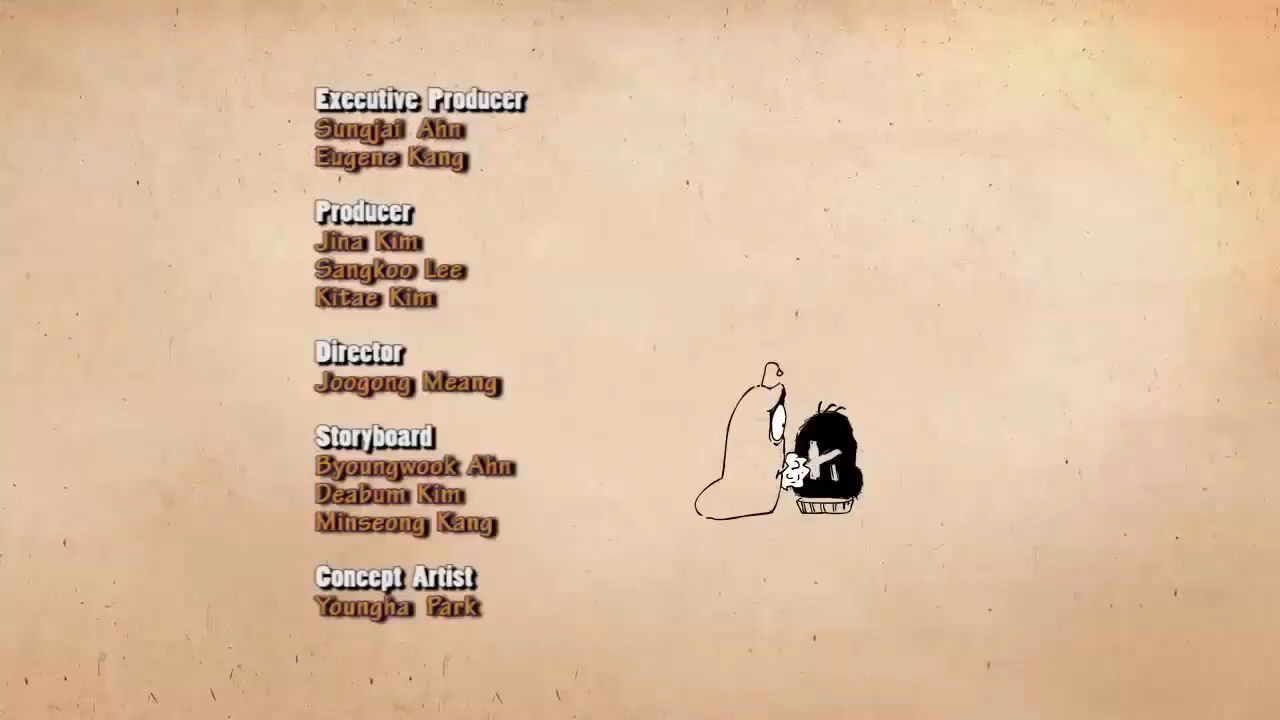 Executive Producer
Sungjai Ahn
Eugene Kang
Producer
Jina Kim
Sangkoo Lee
Kitae Kim
Director
Joogong Meang
Storyboard
Byoungwook Ahn
Deabum Kim
Minseong Kang
Concept Artist
Youngha Park